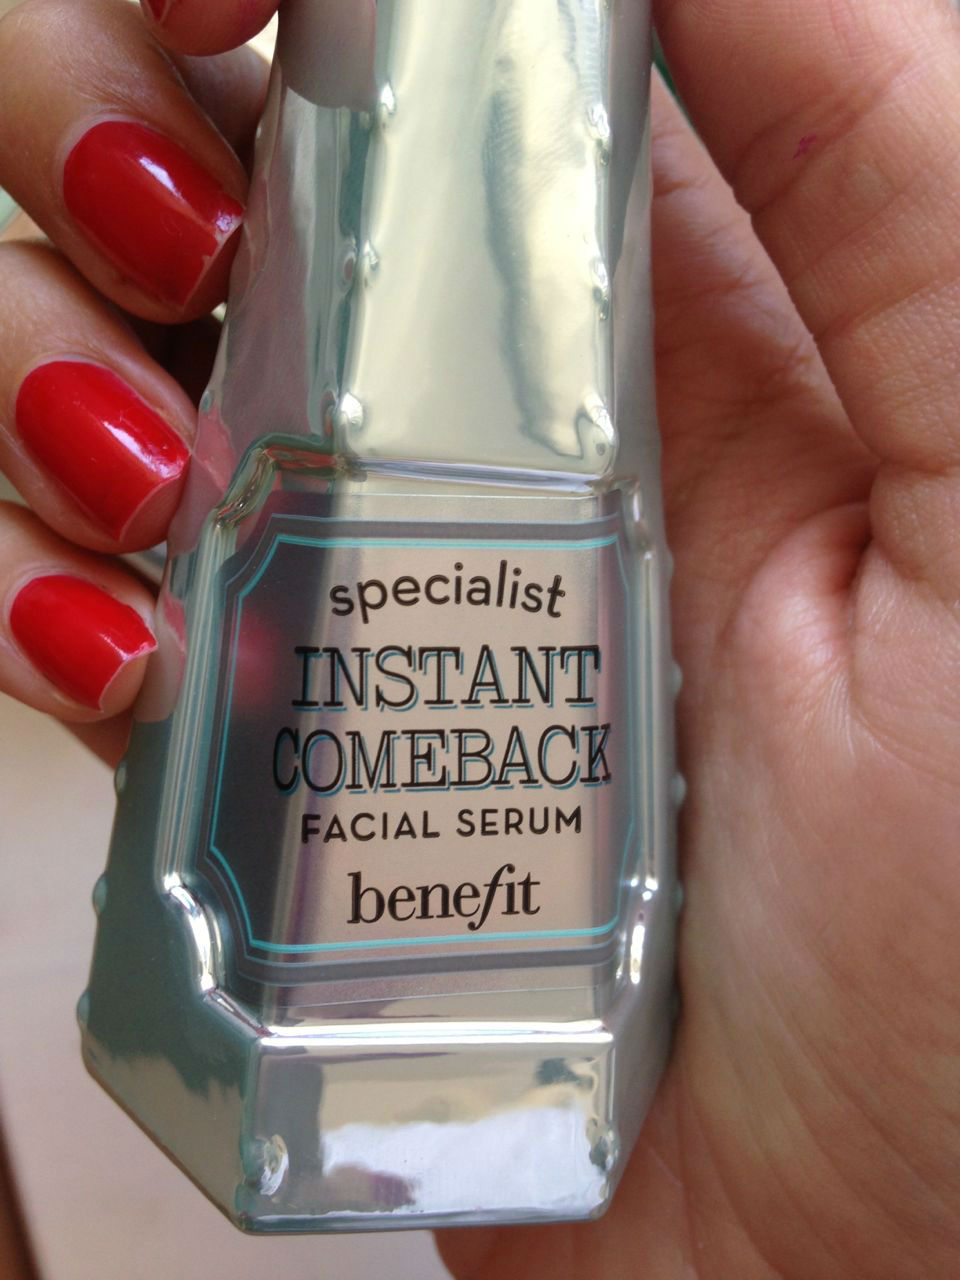 specialist
INSTANT
COMEBACK
FACIAL SERUM
benefit